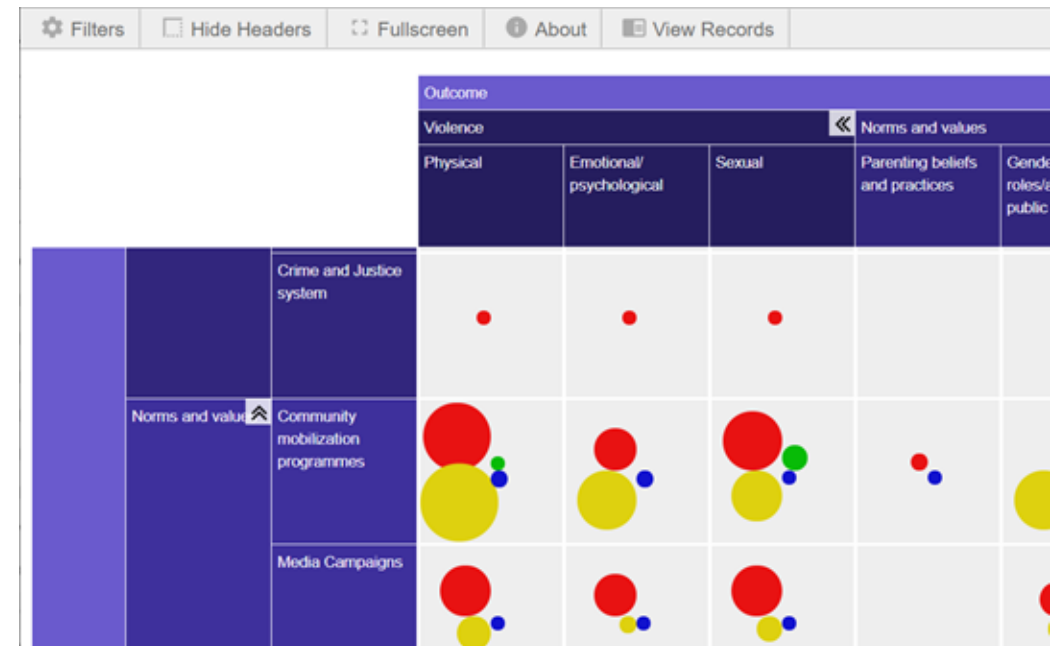 Filters Hide Headers Fullscreen About View Records
Outcome
Violence Norms and values
Physical Emotional/ Sexual Parenting beliefs
psychological and practices
public
Crime and Justice
system
Norms and Community
mobilization
programmes
Media Campaigns